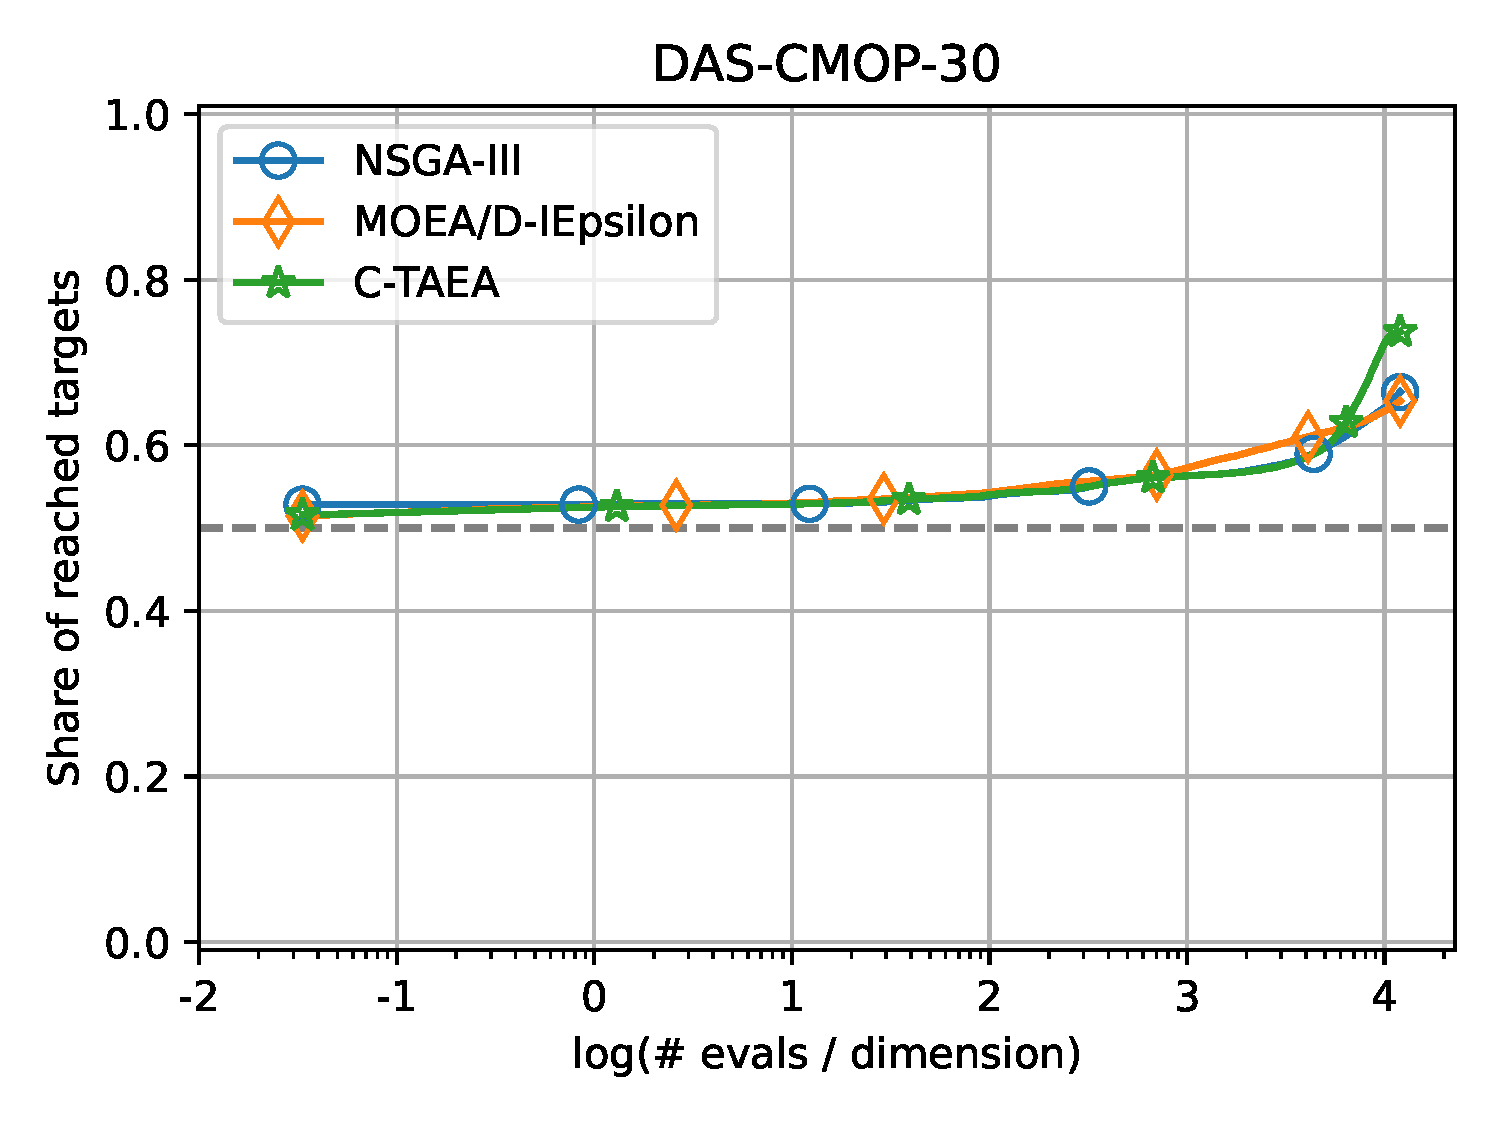 DAS-CMOP-30
1.0
0.8
0.6
0.4
0.2
0.0
Share of reached targets
NSGA-III
MOEA/D-IEpsilon
C-TAEA
-2 -1 0 1 2 3 4
log(# evals / dimension)